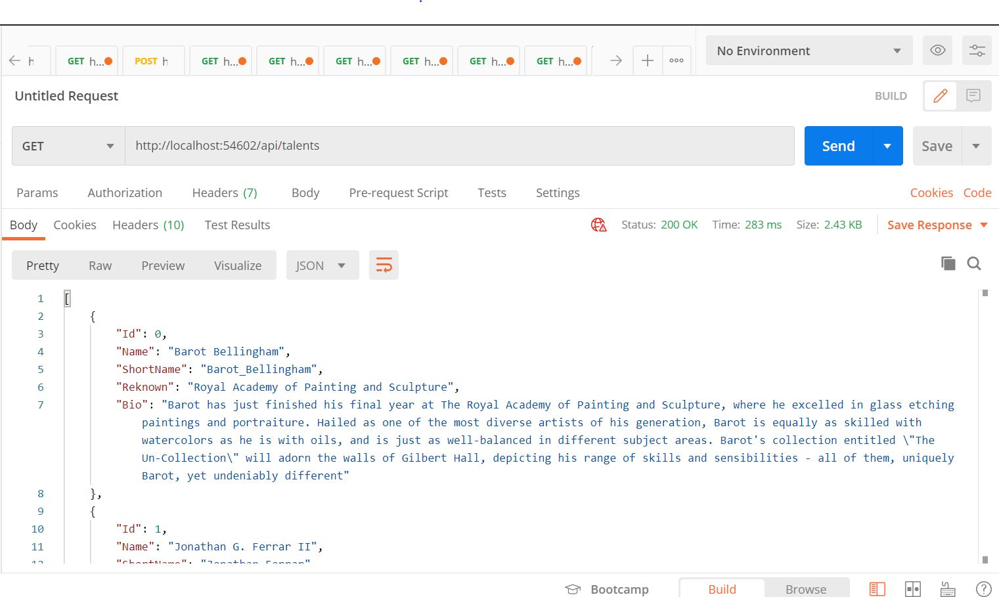 h GET h... POST h GET h... GET h... GET h... GET h... GET h... GET h... No Environment
Untitled Request BUILD
GET http://localhost:54602/api/talents Send Save
Params Authorization Headers (7) Body Pre-request Script Tests Settings Cookies Code
Body Cookies Headers (10) Test Results Status: 200 OK Time: 283 ms Size: 2.43 KB Save Response
Pretty Raw Preview Visualize JSON
1 [
2 {
3 "Id": 0,
4 "Name": "Barot Bellingham",
5 "ShortName": "Barot_Bellingham",
6 "Reknown": "Royal Academy of Painting and Sculpture",
7 "Bio": "Barot has just finished his final year at The Royal Academy of Painting and Sculpture, where he excelled in glass etching
paintings and portraiture. Hailed as one of the most diverse artists of his generation, Barot is equally as skilled with
watercolors as he is with oils, and is just as well-balanced in different subject areas. Barot's collection entitled \"The
Un-Collection\" will adorn the walls of Gilbert Hall, depicting his range of skills and sensibilities - all of them, uniquely
Barot, yet undeniably different"
8 },
9 {
10 "Id": 1,
11 "Name": "Jonathan G. Ferrar II",
12 "ShortName": "Jonathan_Ferrar"
Bootcamp Build Browse